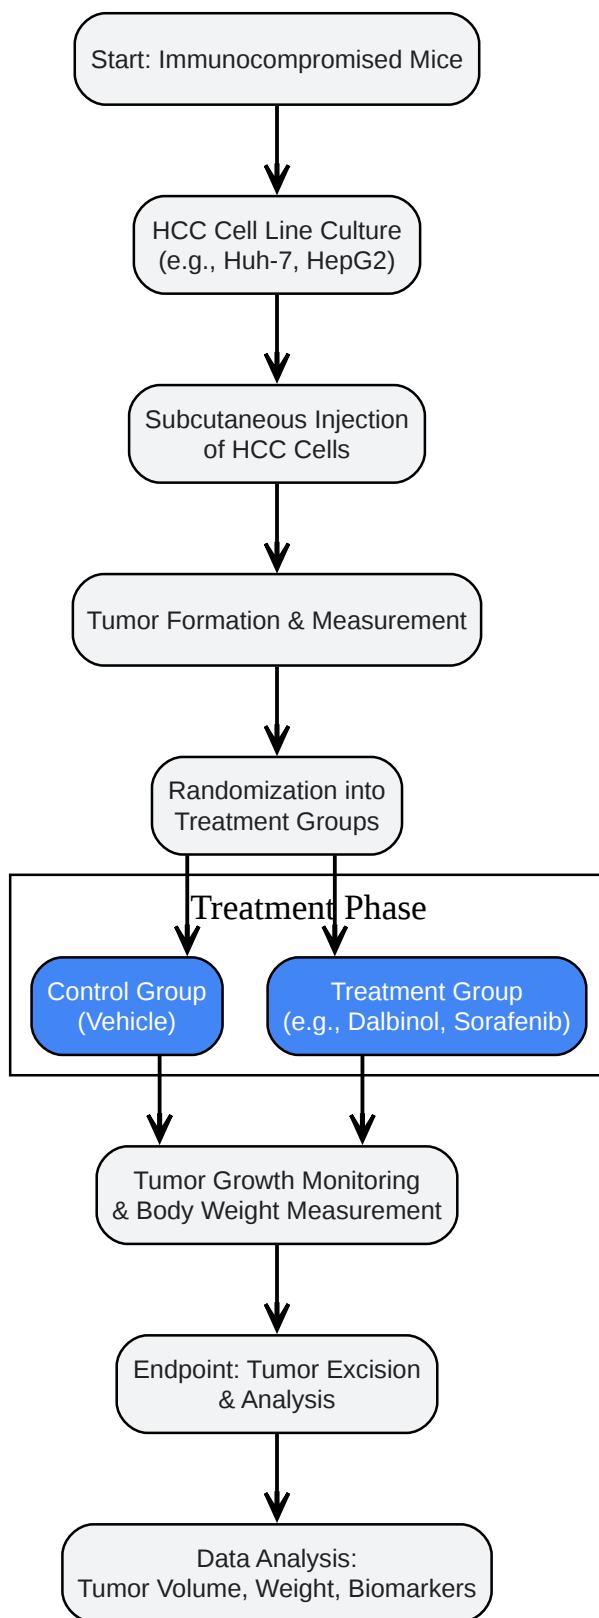 Start: Immunocompromised Mice
HCC Cell Line Culture
(e.g., Huh-7, HepG2)
Subcutaneous Injection
of HCC Cells
Tumor Formation & Measurement
Randomization into
Treatment Groups
Treatment Phase
Control Group
(Vehicle)
Treatment Group
(e.g., Dalbinol, Sorafenib)
Tumor Growth Monitoring
& Body Weight Measurement
Endpoint: Tumor Excision
& Analysis
Data Analysis:
Tumor Volume, Weight, Biomarkers